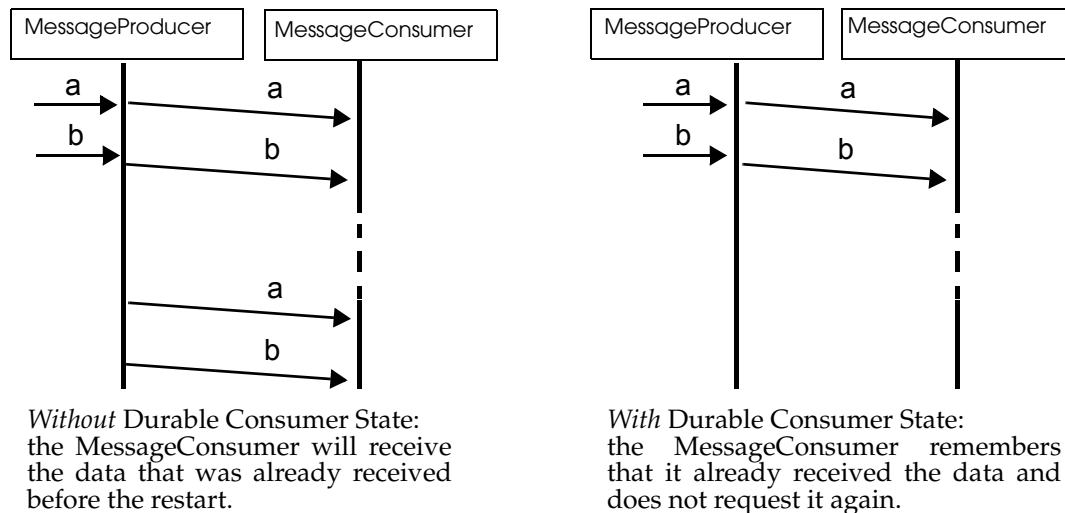 MessageProducer
MessageConsumer
a
a
b
b
a
b
Without Durable Consumer State:
the MessageConsumer will receive
the data that was already received
before the restart.
MessageProducer
MessageConsumer
a
a
b
b
With Durable Consumer State:
the MessageConsumer remembers
that it already received the data and
does not request it again.